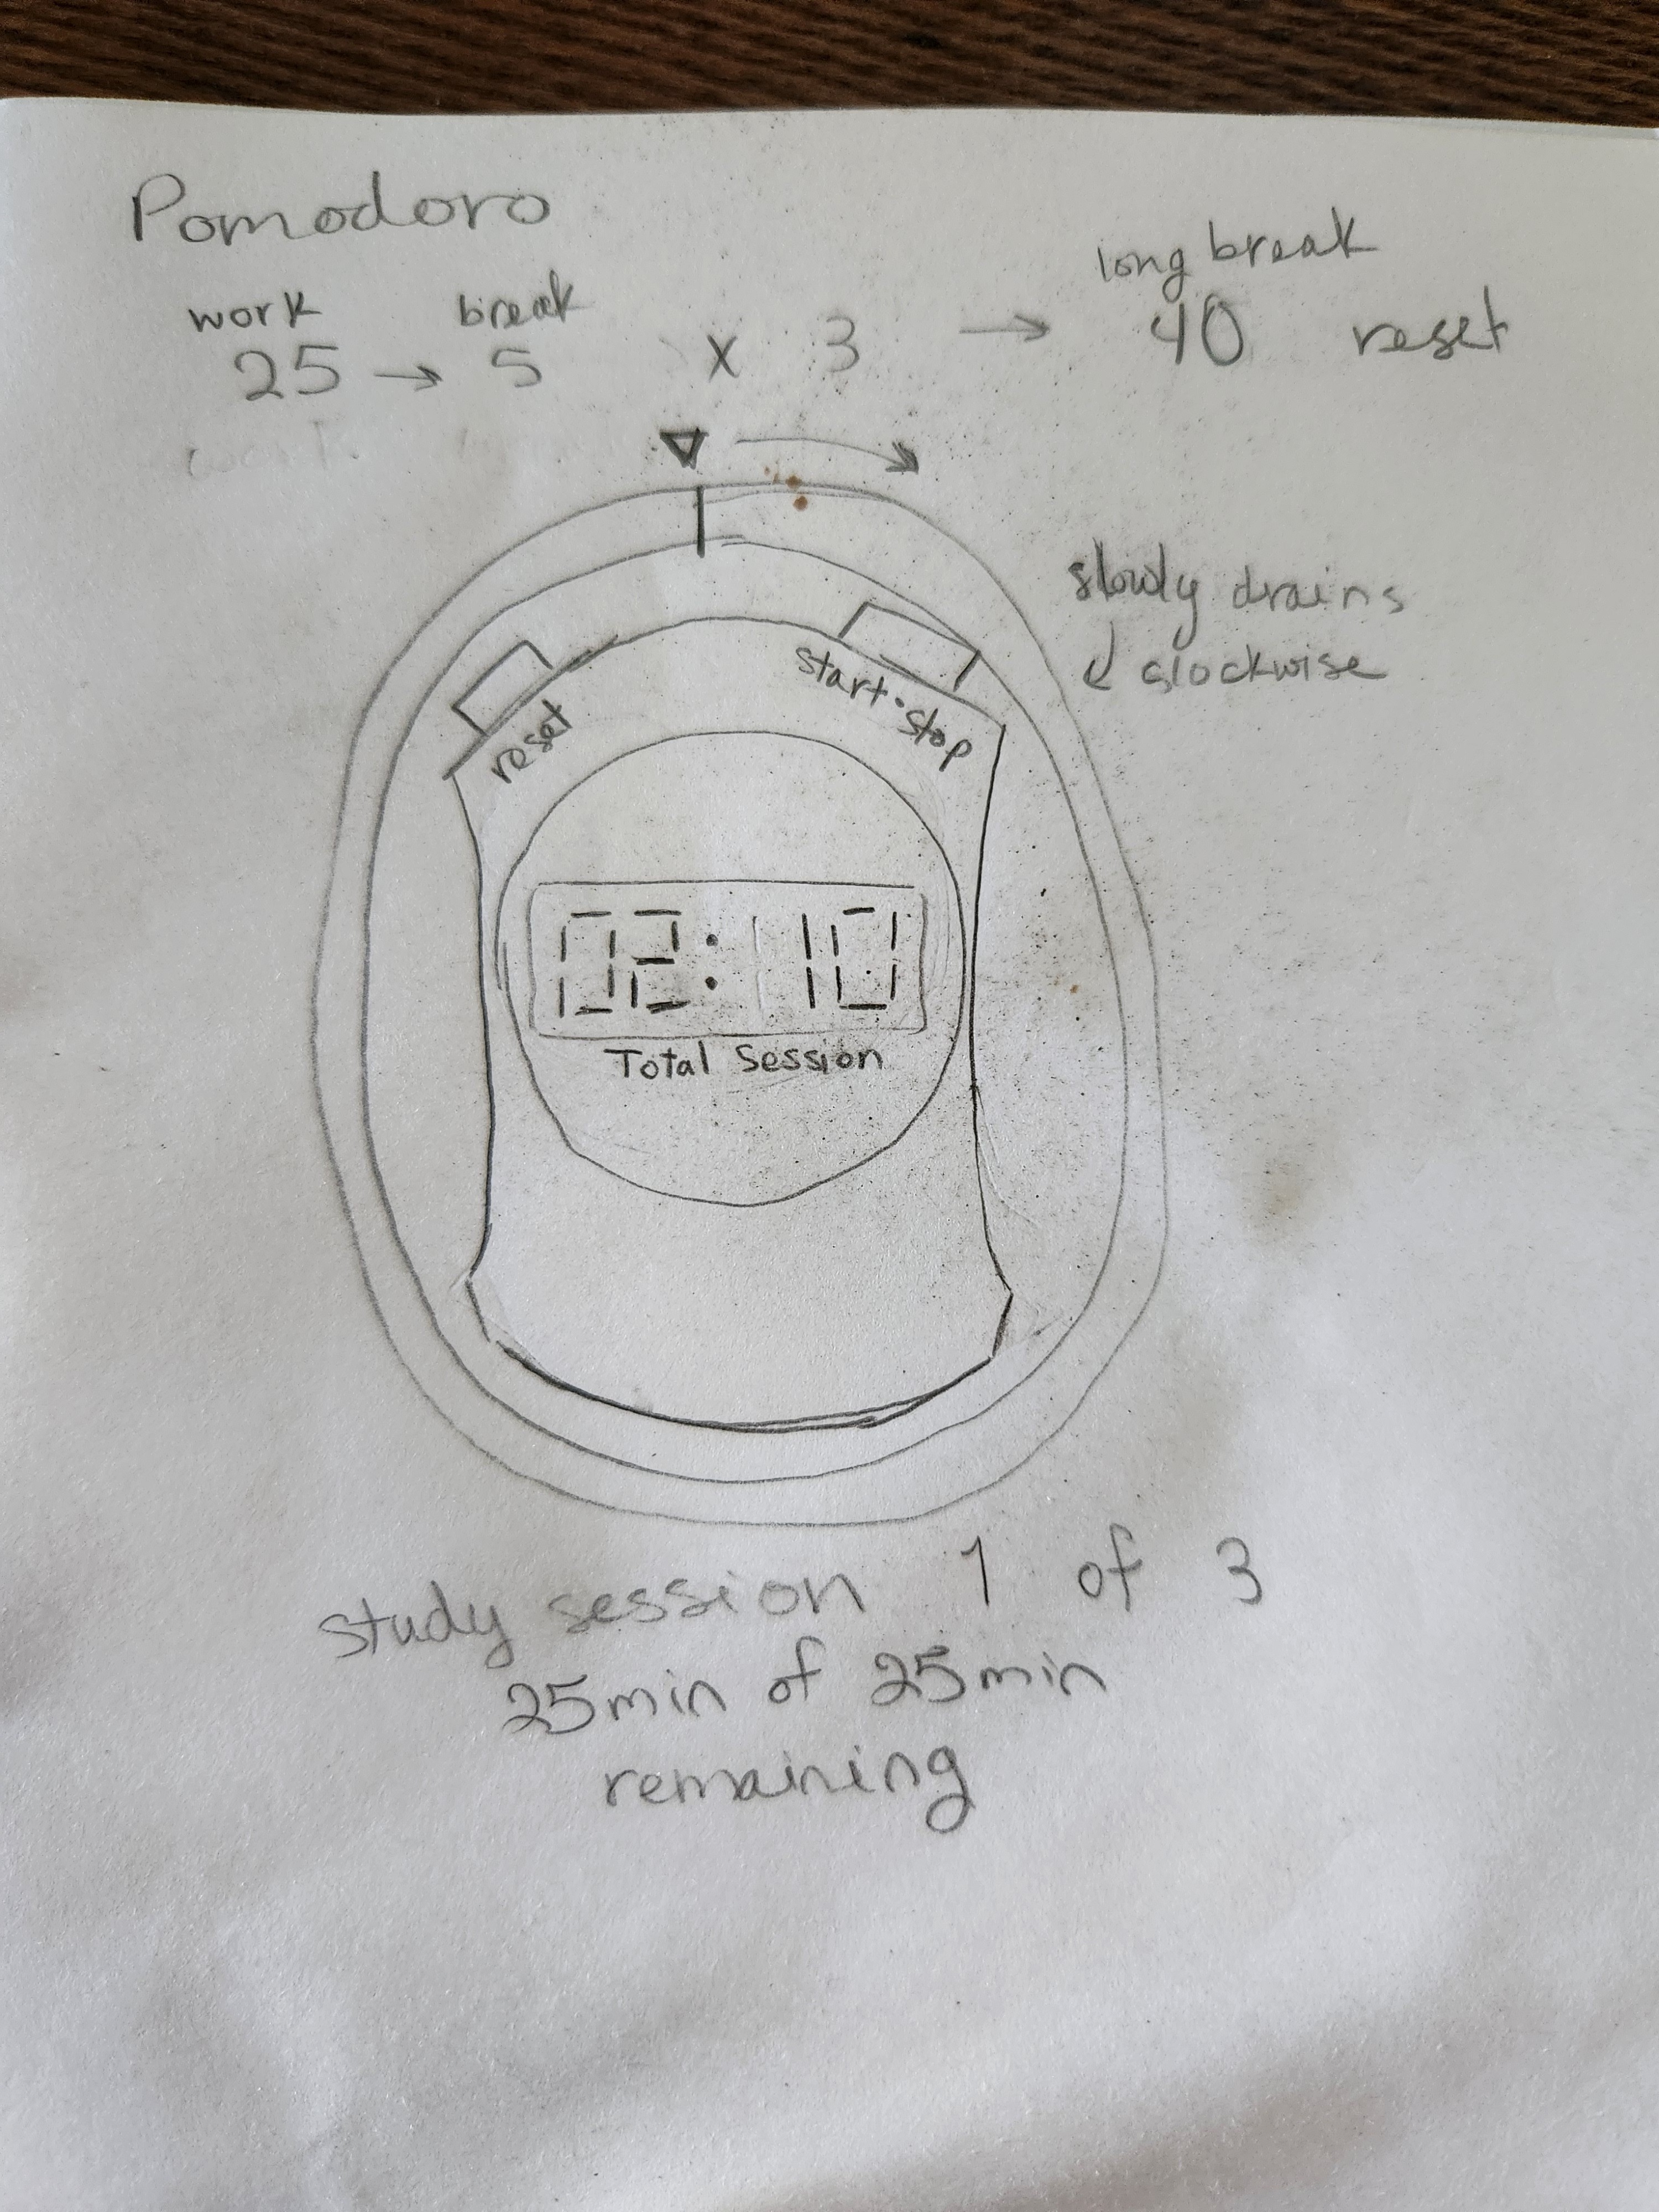 Pomodoro
work break long break
25 → 5 x 3 → 40 reset
slowly drains
clockwise
reset start·stop
02:10
Total Session
study session 1 of 3
25min of 25min
remaining